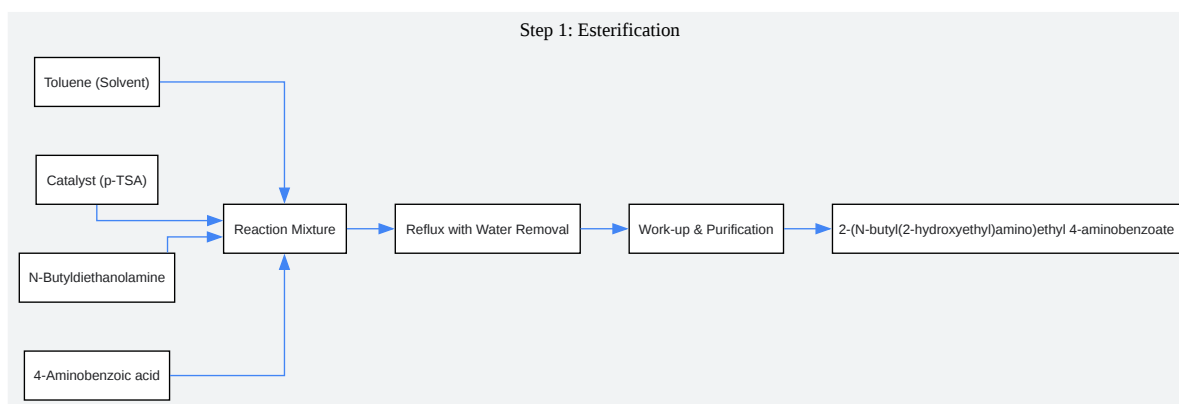 Step 1: Esterification
Toluene (Solvent)
Catalyst (p-TSA)
N-Butyldiethanolamine
4-Aminobenzoic acid
Reaction Mixture
Reflux with Water Removal
Work-up & Purification
2-(N-butyl(2-hydroxyethyl)amino)ethyl 4-aminobenzoate